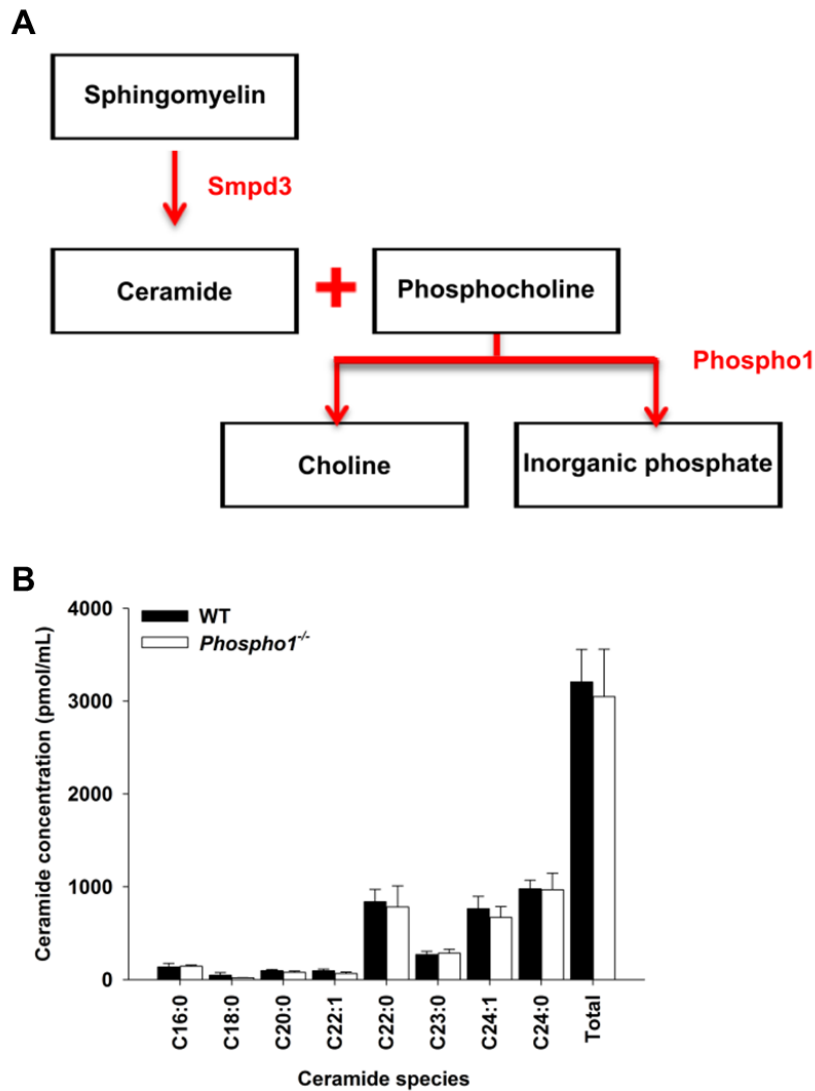 A
Sphingomyelin
Smpd3
Ceramide + Phosphocholine
Phospho1
Choline
Inorganic phosphate
B
4000
3000
2000
1000
0
Ceramide concentration (pmol/mL)
WT
Phospho1-/-
C16:0
C18:0
C20:0
C22:1
C22:0
C23:0
C24:1
C24:0
Total
Ceramide species